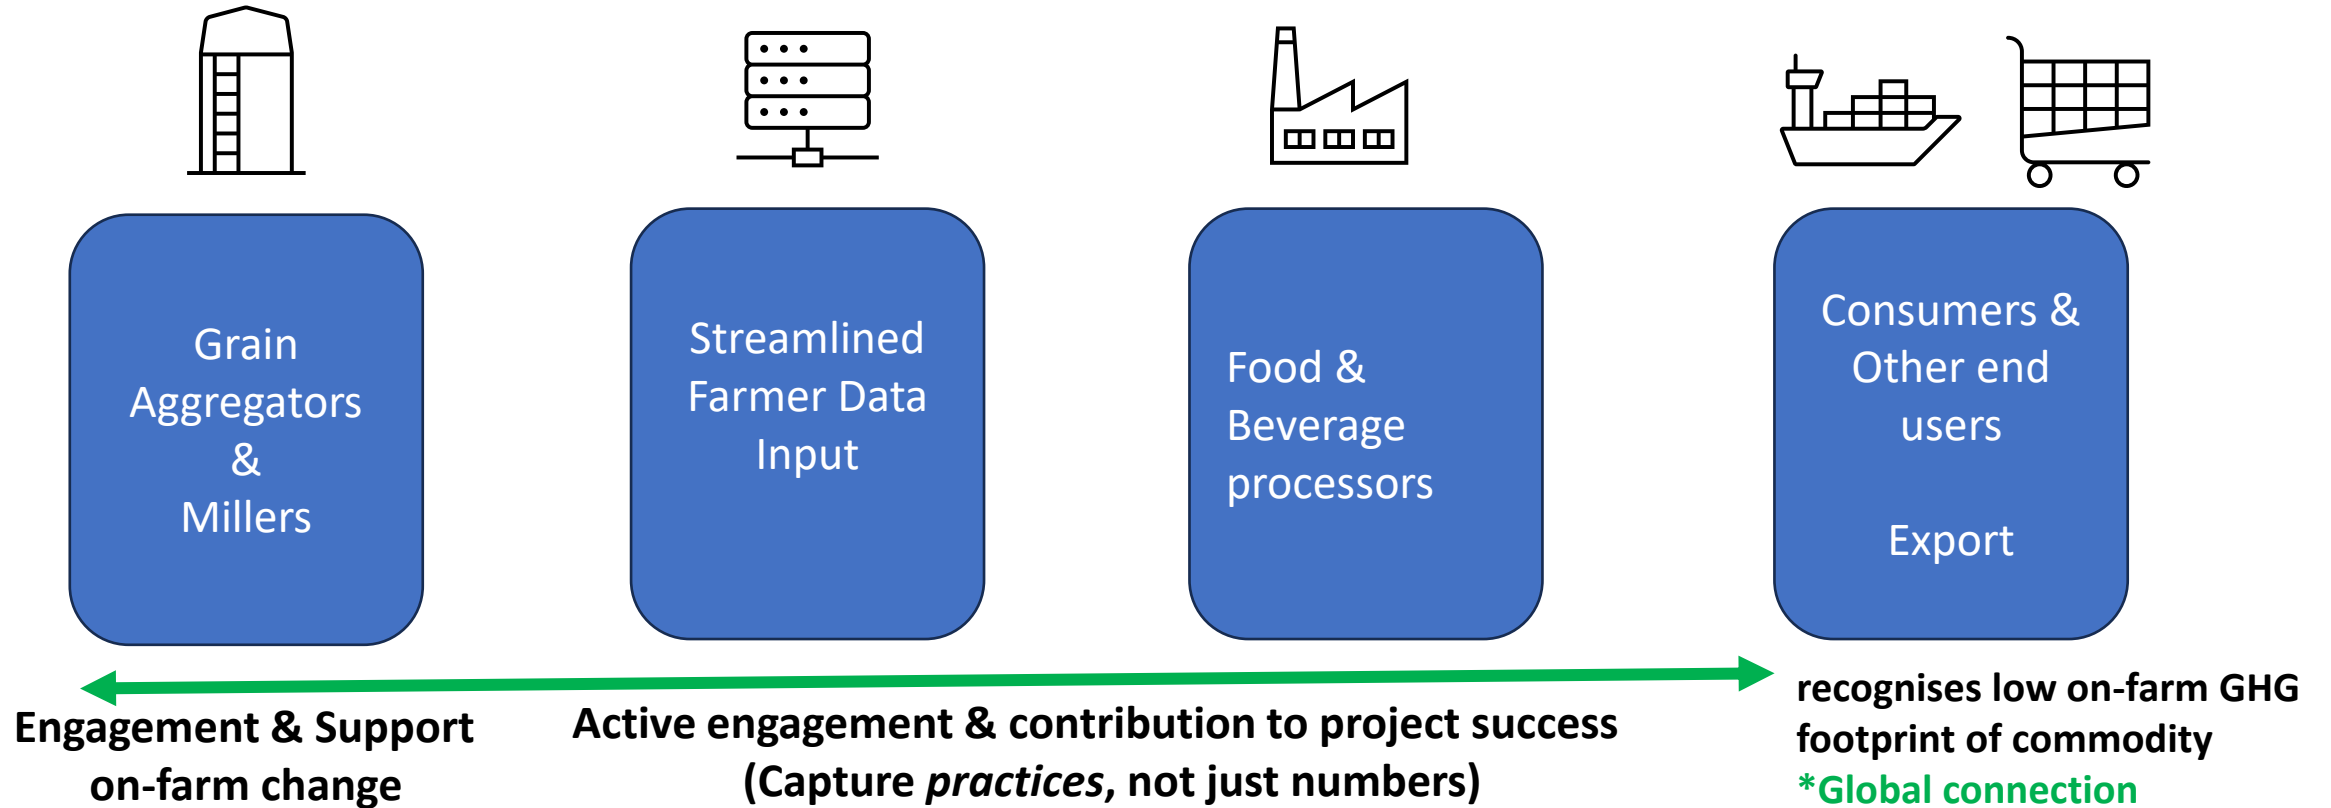 Grain
Aggregators
&
Millers
Streamlined
Farmer Data
Input
Food &
Beverage
processors
Consumers &
Other end
users
Export
Engagement & Support
on-farm change
Active engagement & contribution to project success
(Capture practices, not just numbers)
recognises low on-farm GHG
footprint of commodity
*Global connection